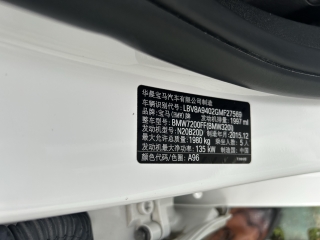 华晨宝马汽车有限公司制造
车辆识别代号: LBV8A9402GMF27569
品牌: 宝马(BMW)牌 发动机排量: 1997 ml
整车型号: BMW7200FF(BMW320i)
发动机型号: N20B20D 制造年月: 2015.12
最大允许总质量: 1980 kg 乘坐人数: 5 人
发动机最大净功率: 135 kW 制造国: 中国
颜色代码/色漆: A96